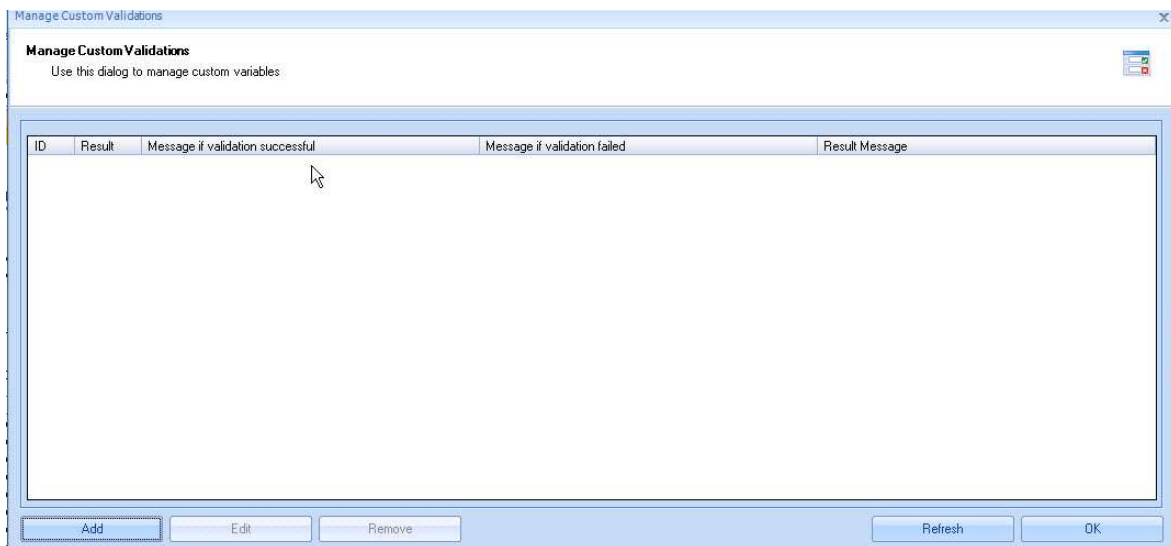 Manage Custom Validations
Manage Custom Validations
Use this dialog to manage custom variables
ID Result Message if validation successful Message if validation failed Result Message
Add Edit Remove Refresh OK